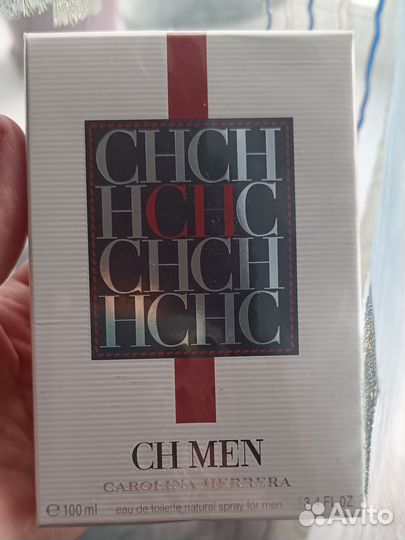 CHCH
HCHC
CHCH
HCHC
CH MEN
CAROLINA HERRERA
℮ 100 ml eau de toilette natural spray for men 3.4 FL.OZ.
Avito